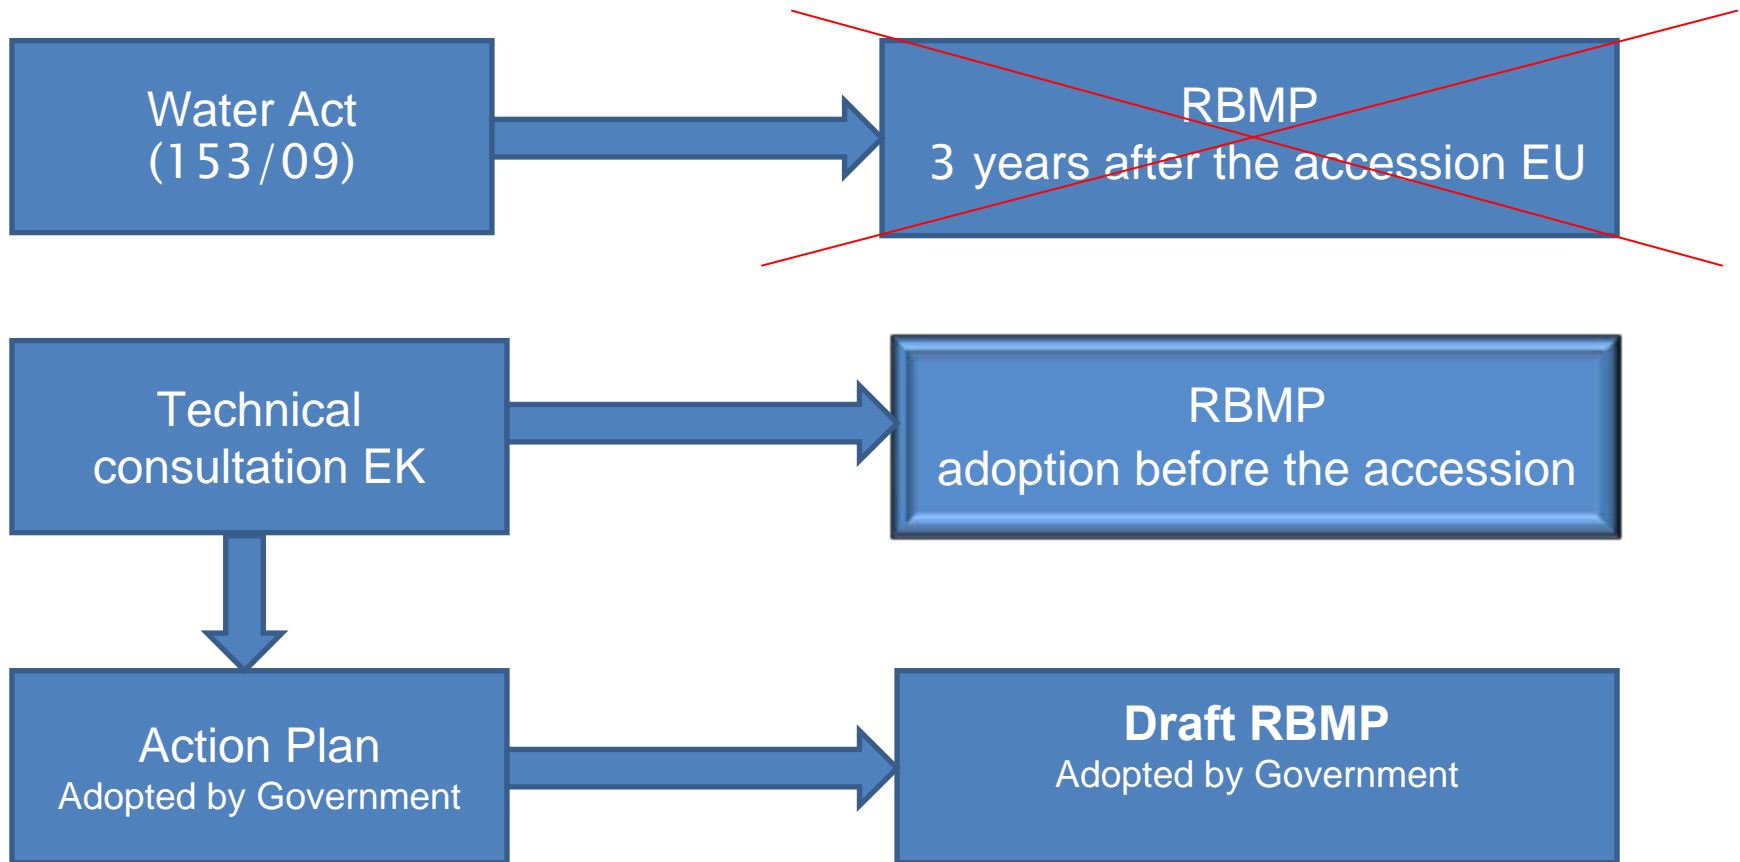 Water Act
(153/09)
RBMP
3 years after the accession EU
Technical
consultation EK
RBMP
adoption before the accession
Action Plan
Adopted by Government
Draft RBMP
Adopted by Government